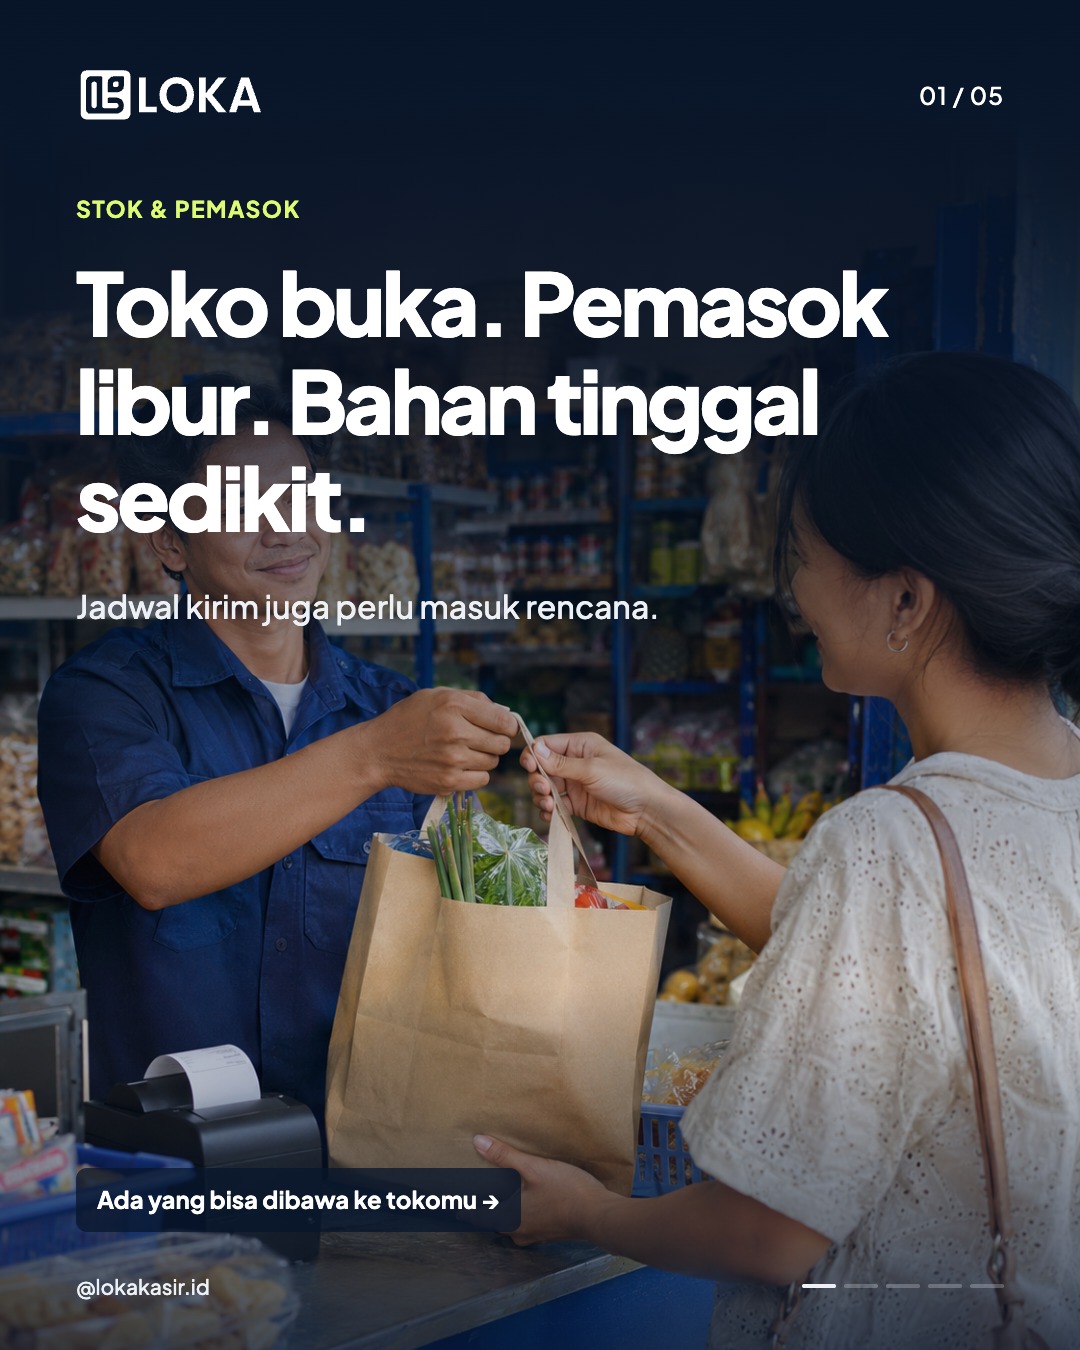 LOKA
01 / 05
STOK & PEMASOK
Toko buka. Pemasok
libur. Bahan tinggal
sedikit.
Jadwal kirim juga perlu masuk rencana.
Ada yang bisa dibawa ke tokomu →
@lokakasir.id